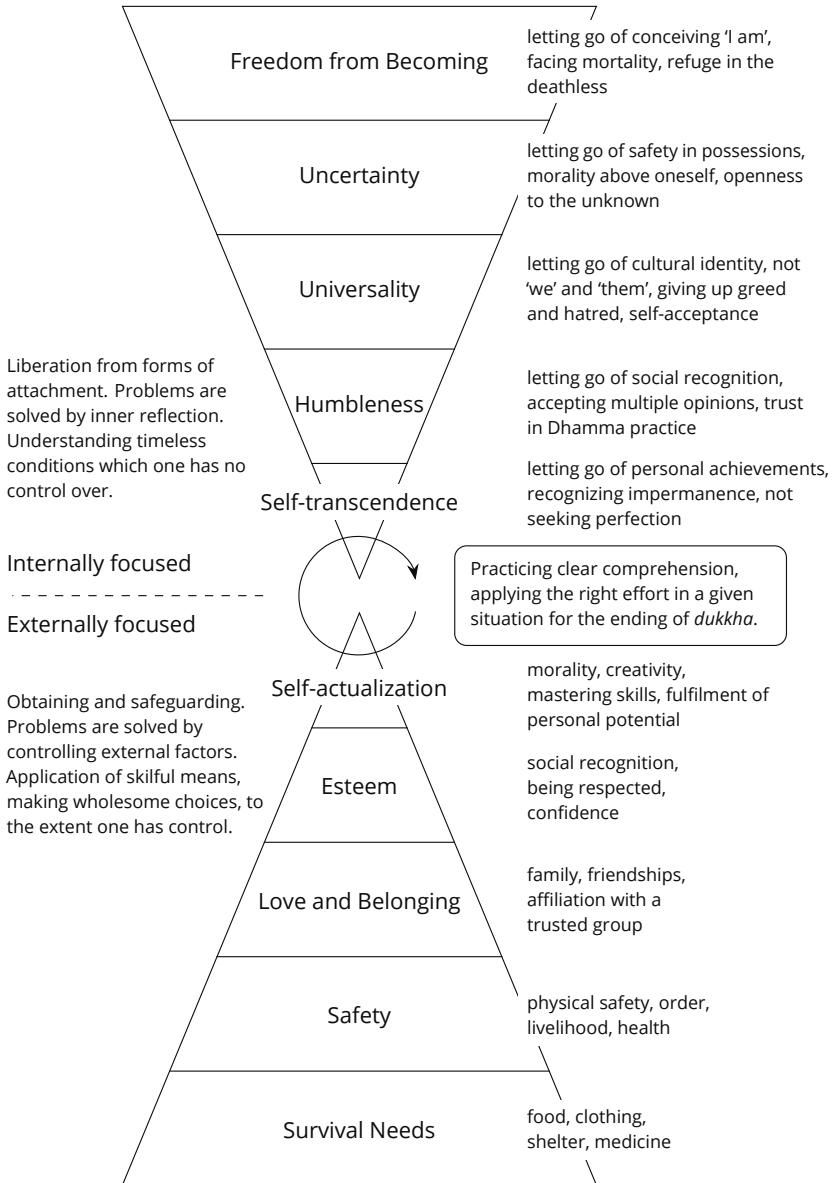 Freedom from Becoming
letting go of conceiving ‘I am’,
facing mortality, refuge in the
deathless
Uncertainty
letting go of safety in possessions,
morality above oneself, openness
to the unknown
Universality
letting go of cultural identity, not
‘we’ and ‘them’, giving up greed
and hatred, self-acceptance
Liberation from forms of
attachment. Problems are
solved by inner reflection.
Understanding timeless
conditions which one has no
control over.
Humbleness
letting go of social recognition,
accepting multiple opinions, trust
in Dhamma practice
Self-transcendence
letting go of personal achievements,
recognizing impermanence, not
seeking perfection
Internally focused
Externally focused
Practicing clear comprehension,
applying the right effort in a given
situation for the ending of dukkha.
Self-actualization
morality, creativity,
mastering skills, fulfilment of
personal potential
Obtaining and safeguarding.
Problems are solved by
controlling external factors.
Application of skilful means,
making wholesome choices, to
the extent one has control.
Esteem
social recognition,
being respected,
confidence
Love and Belonging
family, friendships,
affiliation with a
trusted group
Safety
physical safety, order,
livelihood, health
Survival Needs
food, clothing,
shelter, medicine